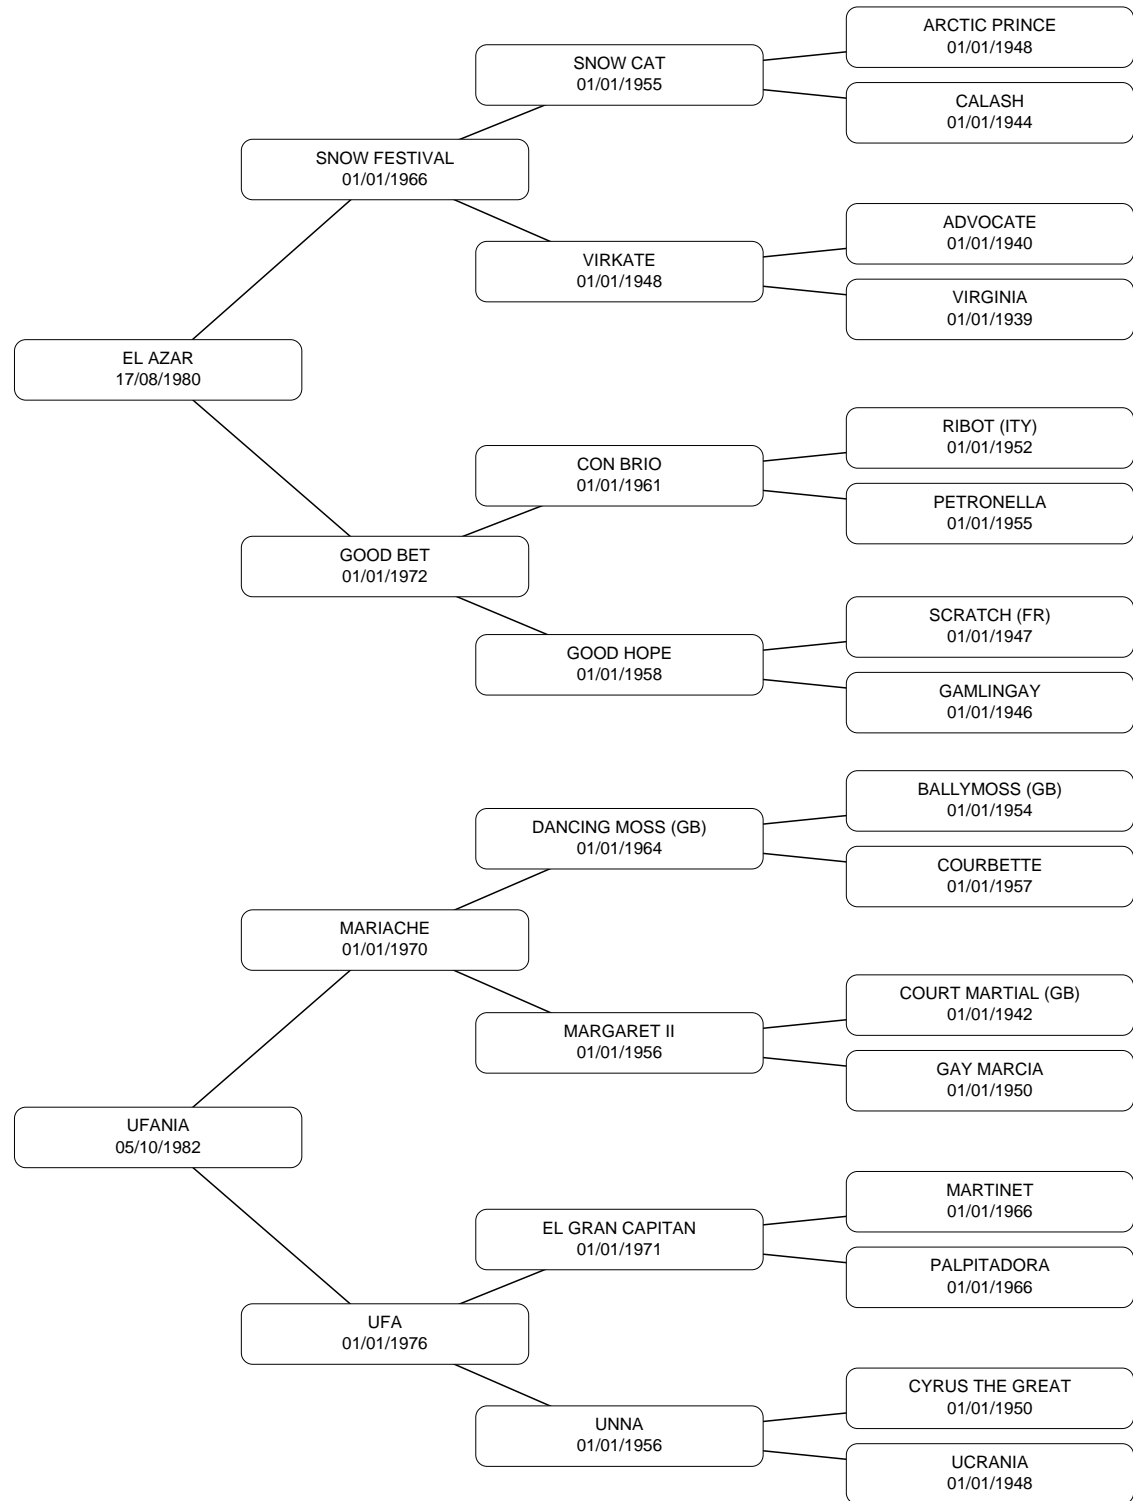 ARCTIC PRINCE
01/01/1948
SNOW CAT
01/01/1955
CALASH
01/01/1944
SNOW FESTIVAL
01/01/1966
ADVOCATE
01/01/1940
VIRKATE
01/01/1948
VIRGINIA
01/01/1939
EL AZAR
17/08/1980
RIBOT (ITY)
01/01/1952
CON BRIO
01/01/1961
PETRONELLA
01/01/1955
GOOD BET
01/01/1972
SCRATCH (FR)
01/01/1947
GOOD HOPE
01/01/1958
GAMLINGAY
01/01/1946
BALLYMOSS (GB)
01/01/1954
DANCING MOSS (GB)
01/01/1964
COURBETTE
01/01/1957
MARIACHE
01/01/1970
COURT MARTIAL (GB)
01/01/1942
MARGARET II
01/01/1956
GAY MARCIA
01/01/1950
UFANIA
05/10/1982
MARTINET
01/01/1966
EL GRAN CAPITAN
01/01/1971
PALPITADORA
01/01/1966
UFA
01/01/1976
CYRUS THE GREAT
01/01/1950
UNNA
01/01/1956
UCRANIA
01/01/1948